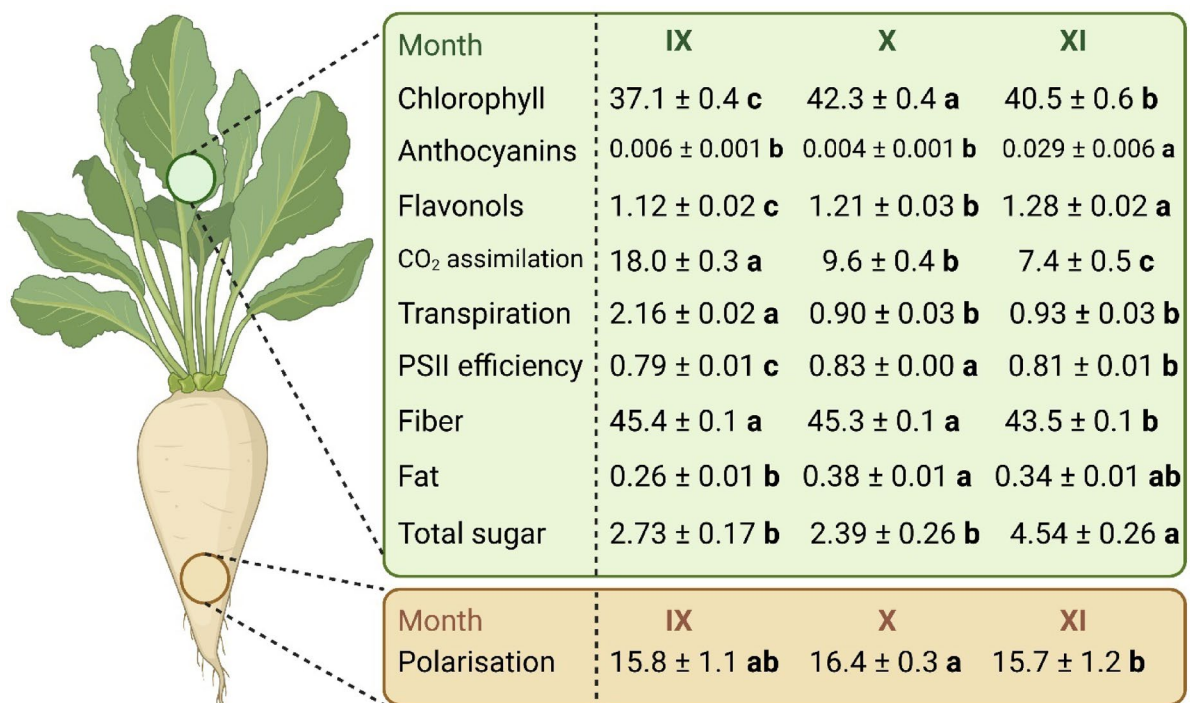 Month IX X XI
Chlorophyll 37.1 ± 0.4 c 42.3 ± 0.4 a 40.5 ± 0.6 b
Anthocyanins 0.006 ± 0.001 b 0.004 ± 0.001 b 0.029 ± 0.006 a
Flavonols 1.12 ± 0.02 c 1.21 ± 0.03 b 1.28 ± 0.02 a
CO₂ assimilation 18.0 ± 0.3 a 9.6 ± 0.4 b 7.4 ± 0.5 c
Transpiration 2.16 ± 0.02 a 0.90 ± 0.03 b 0.93 ± 0.03 b
PSII efficiency 0.79 ± 0.01 c 0.83 ± 0.00 a 0.81 ± 0.01 b
Fiber 45.4 ± 0.1 a 45.3 ± 0.1 a 43.5 ± 0.1 b
Fat 0.26 ± 0.01 b 0.38 ± 0.01 a 0.34 ± 0.01 ab
Total sugar 2.73 ± 0.17 b 2.39 ± 0.26 b 4.54 ± 0.26 a
Month IX X XI
Polarisation 15.8 ± 1.1 ab 16.4 ± 0.3 a 15.7 ± 1.2 b